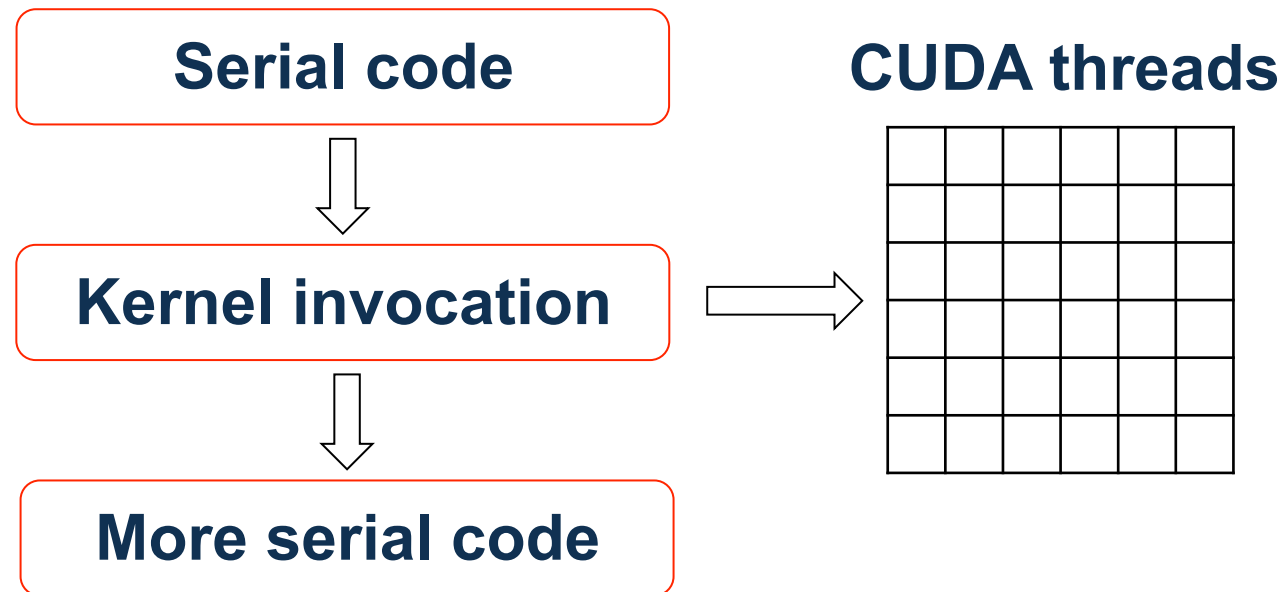 Serial code
CUDA threads
Kernel invocation
More serial code